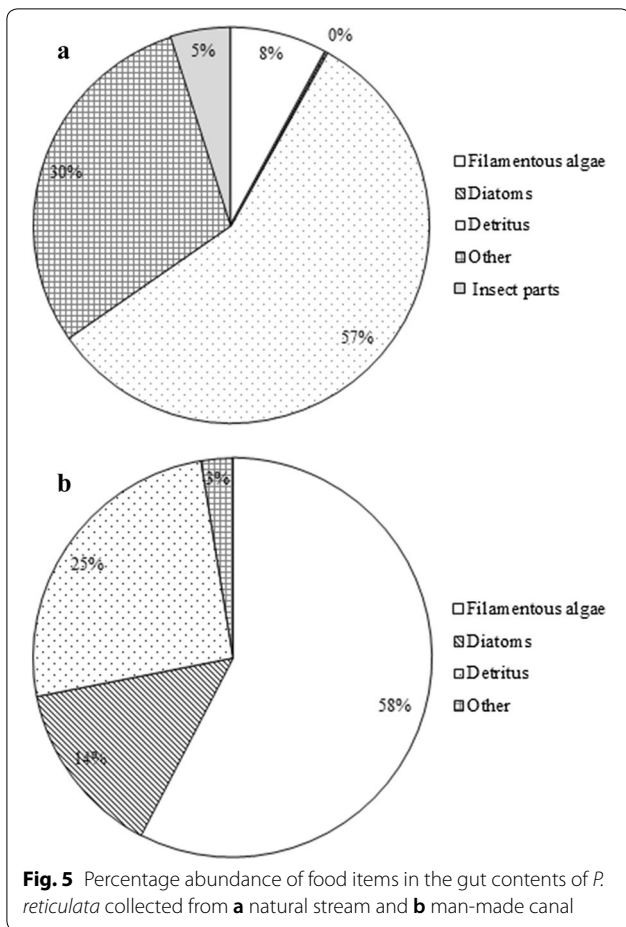 a
5%
8%
0%
30%
57%
Filamentous algae
Diatoms
Detritus
Other
Insect parts
b
3%
25%
14%
58%
Filamentous algae
Diatoms
Detritus
Other
Fig. 5 Percentage abundance of food items in the gut contents of P.
reticulata collected from a natural stream and b man-made canal